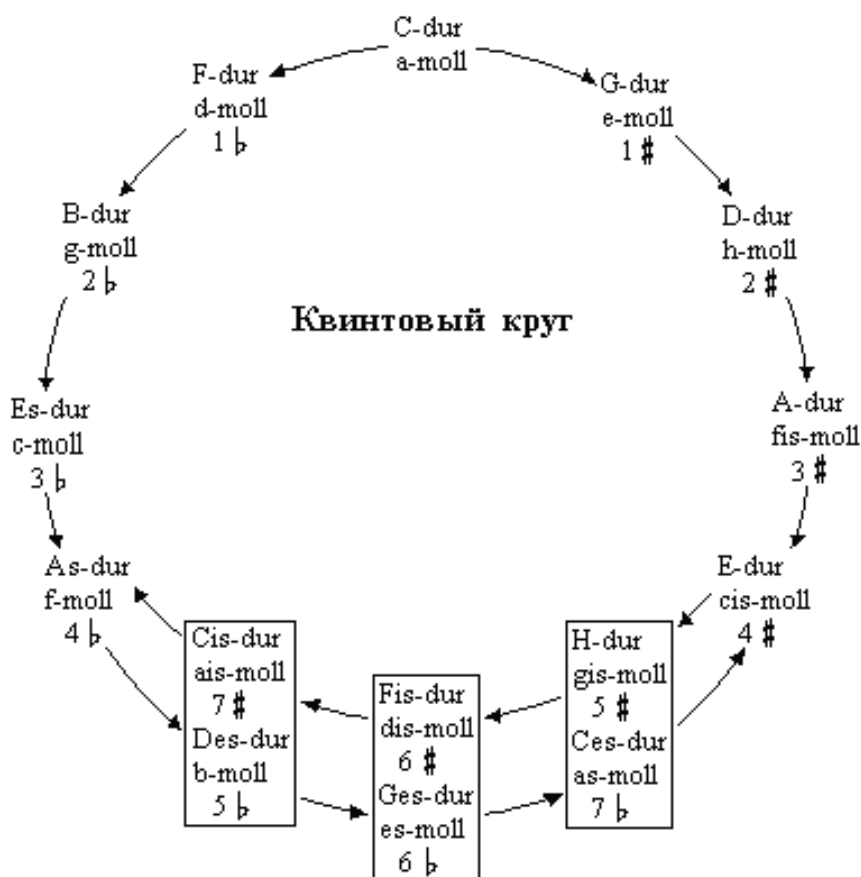 C-dur
a-moll
F-dur
d-moll
1 ♭
G-dur
e-moll
1 ♯
B-dur
g-moll
2 ♭
D-dur
h-moll
2 ♯
Квинтовый круг
Es-dur
c-moll
3 ♭
A-dur
fis-moll
3 ♯
As-dur
f-moll
4 ♭
E-dur
cis-moll
4 ♯
Cis-dur
ais-moll
7 ♯
Des-dur
b-moll
5 ♭
Fis-dur
dis-moll
6 ♯
Ges-dur
es-moll
6 ♭
H-dur
gis-moll
5 ♯
Ces-dur
as-moll
7 ♭